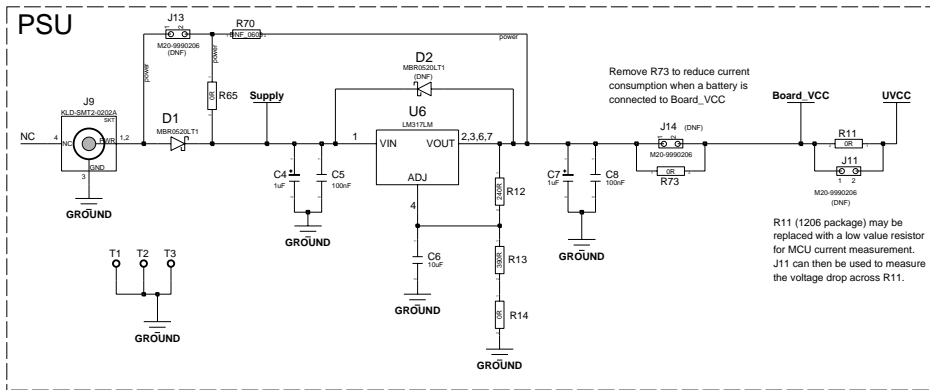 PSU
J13
1 2
M20-9990206
(DNF)
R70
DNF_0603
power
power
power
0R
R65
Supply
D2
MBR0520LT1
(DNF)
J9
KLD-SMT2-0202A
SKT
NC
4
NC
PWR
1,2
GND
3
GROUND
D1
MBR0520LT1
U6
LM317LM
1
VIN
VOUT
2,3,6,7
ADJ
4
C4
1uF
C5
100nF
GROUND
240R
R12
C7
1uF
C8
100nF
GROUND
C6
10uF
GROUND
390R
R13
0R
R14
GROUND
Remove R73 to reduce current
consumption when a battery is
connected to Board_VCC
J14
(DNF)
1 2
M20-9990206
0R
R73
Board_VCC
UVCC
R11
0R
J11
1 2
M20-9990206
(DNF)
R11 (1206 package) may be
replaced with a low value resistor
for MCU current measurement.
J11 can then be used to measure
the voltage drop across R11.
T1
T2
T3
GROUND